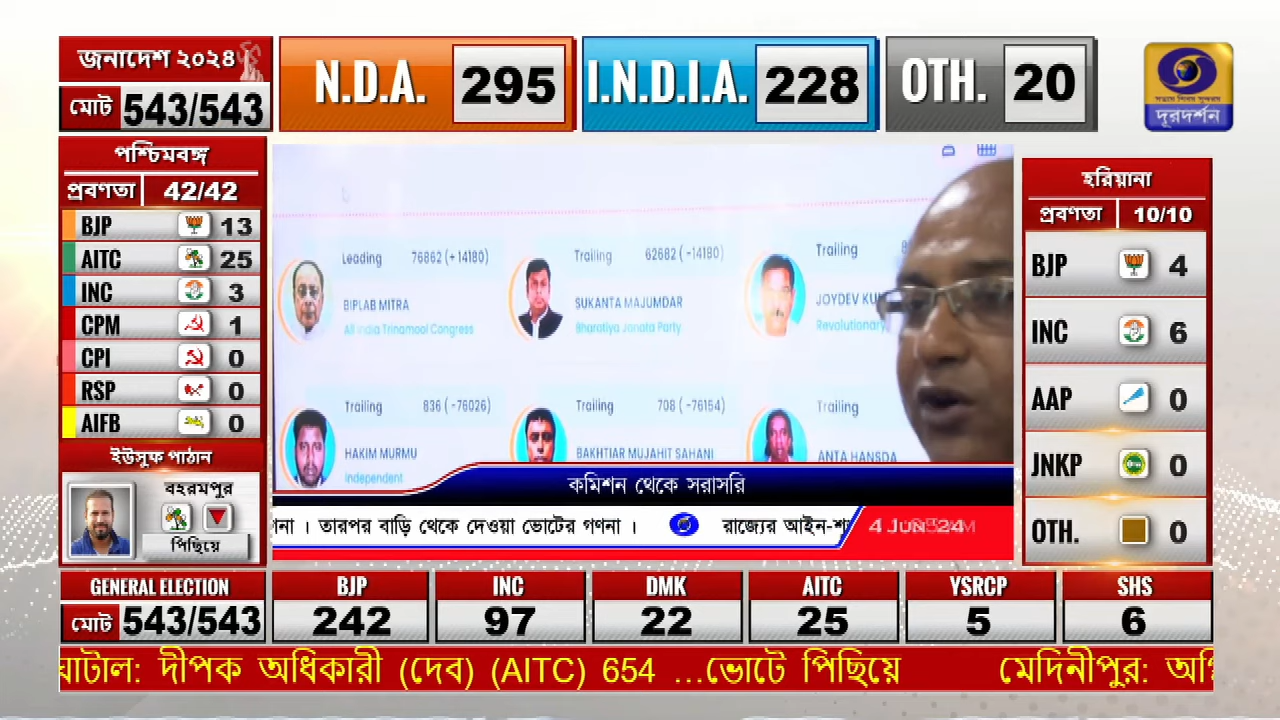 জনাদেশ ২০২৪
মোট 543/543
N.D.A. 295
I.N.D.I.A. 228
OTH. 20
সত্যম শিবম সুন্দরম
দূরদর্শন
পশ্চিমবঙ্গ
প্রবণতা 42/42
BJP 13
AITC 25
INC 3
CPM 1
CPI 0
RSP 0
AIFB 0
ইউসুফ পাঠান
বহরমপুর
পিছিয়ে
Leading 76862 (+14180)
BIPLAB MITRA
All India Trinamool Congress
Trailing 62682 (-14180)
SUKANTA MAJUMDAR
Bharatiya Janata Party
Trailing
JOYDEV
Revolutionary
Trailing 836 (-76026)
HAKIM MURMU
Independent
Trailing 708 (-76154)
BAKHTIAR MUJAHIT SAHANI
Trailing
ANTA HANSDA
কমিশন থেকে সরাসরি
তারপর বাড়ি থেকে দেওয়া ভোটের গণনা । রাজ্যের
4 JUN '24
হরিয়ানা
প্রবণতা 10/10
BJP 4
INC 6
AAP 0
JNKP 0
OTH. 0
GENERAL ELECTION
মোট 543/543
BJP 242
INC 97
DMK 22
AITC 25
YSRCP 5
SHS 6
ঘাটাল: দীপক অধিকারী (দেব) (AITC) 654 ...ভোটে পিছিয়ে মেদিনীপুর: